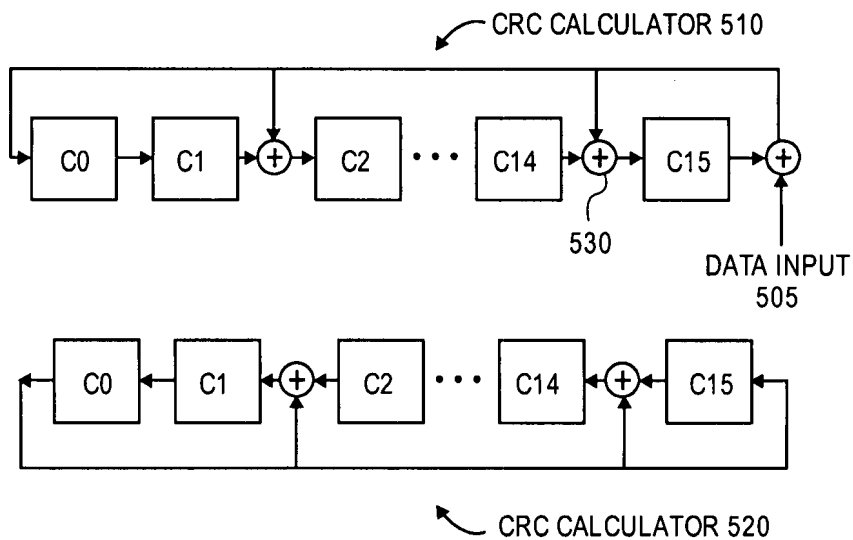 CRC CALCULATOR 510
C0 C1 + C2 • • • C14 + C15 +
530
DATA INPUT
505
C0 C1 + C2 • • • C14 + C15
CRC CALCULATOR 520